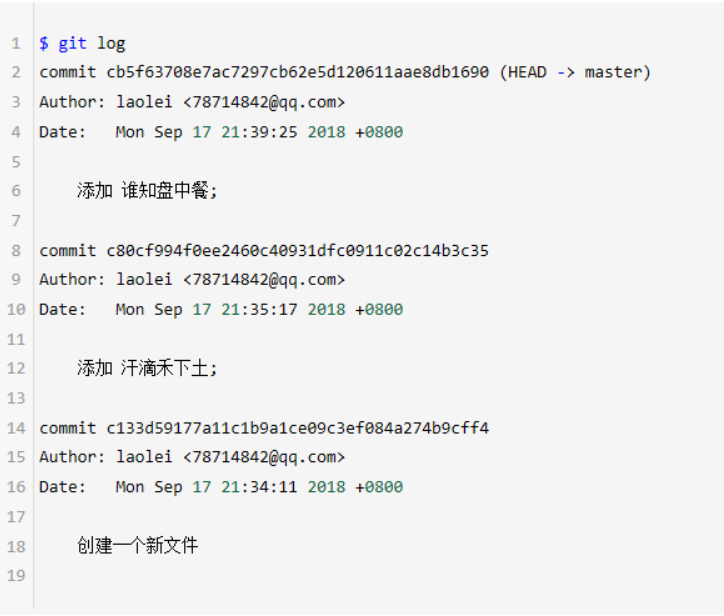 1 $ git log
2 commit cb5f63708e7ac7297cb62e5d120611aae8db1690 (HEAD -> master)
3 Author: laolei <78714842@qq.com>
4 Date:   Mon Sep 17 21:39:25 2018 +0800
5
6     添加 谁知盘中餐;
7
8 commit c80cf994f0ee2460c40931dfc0911c02c14b3c35
9 Author: laolei <78714842@qq.com>
10 Date:   Mon Sep 17 21:35:17 2018 +0800
11
12     添加 汗滴禾下土;
13
14 commit c133d59177a11c1b9a1ce09c3ef084a274b9cff4
15 Author: laolei <78714842@qq.com>
16 Date:   Mon Sep 17 21:34:11 2018 +0800
17
18     创建一个新文件
19